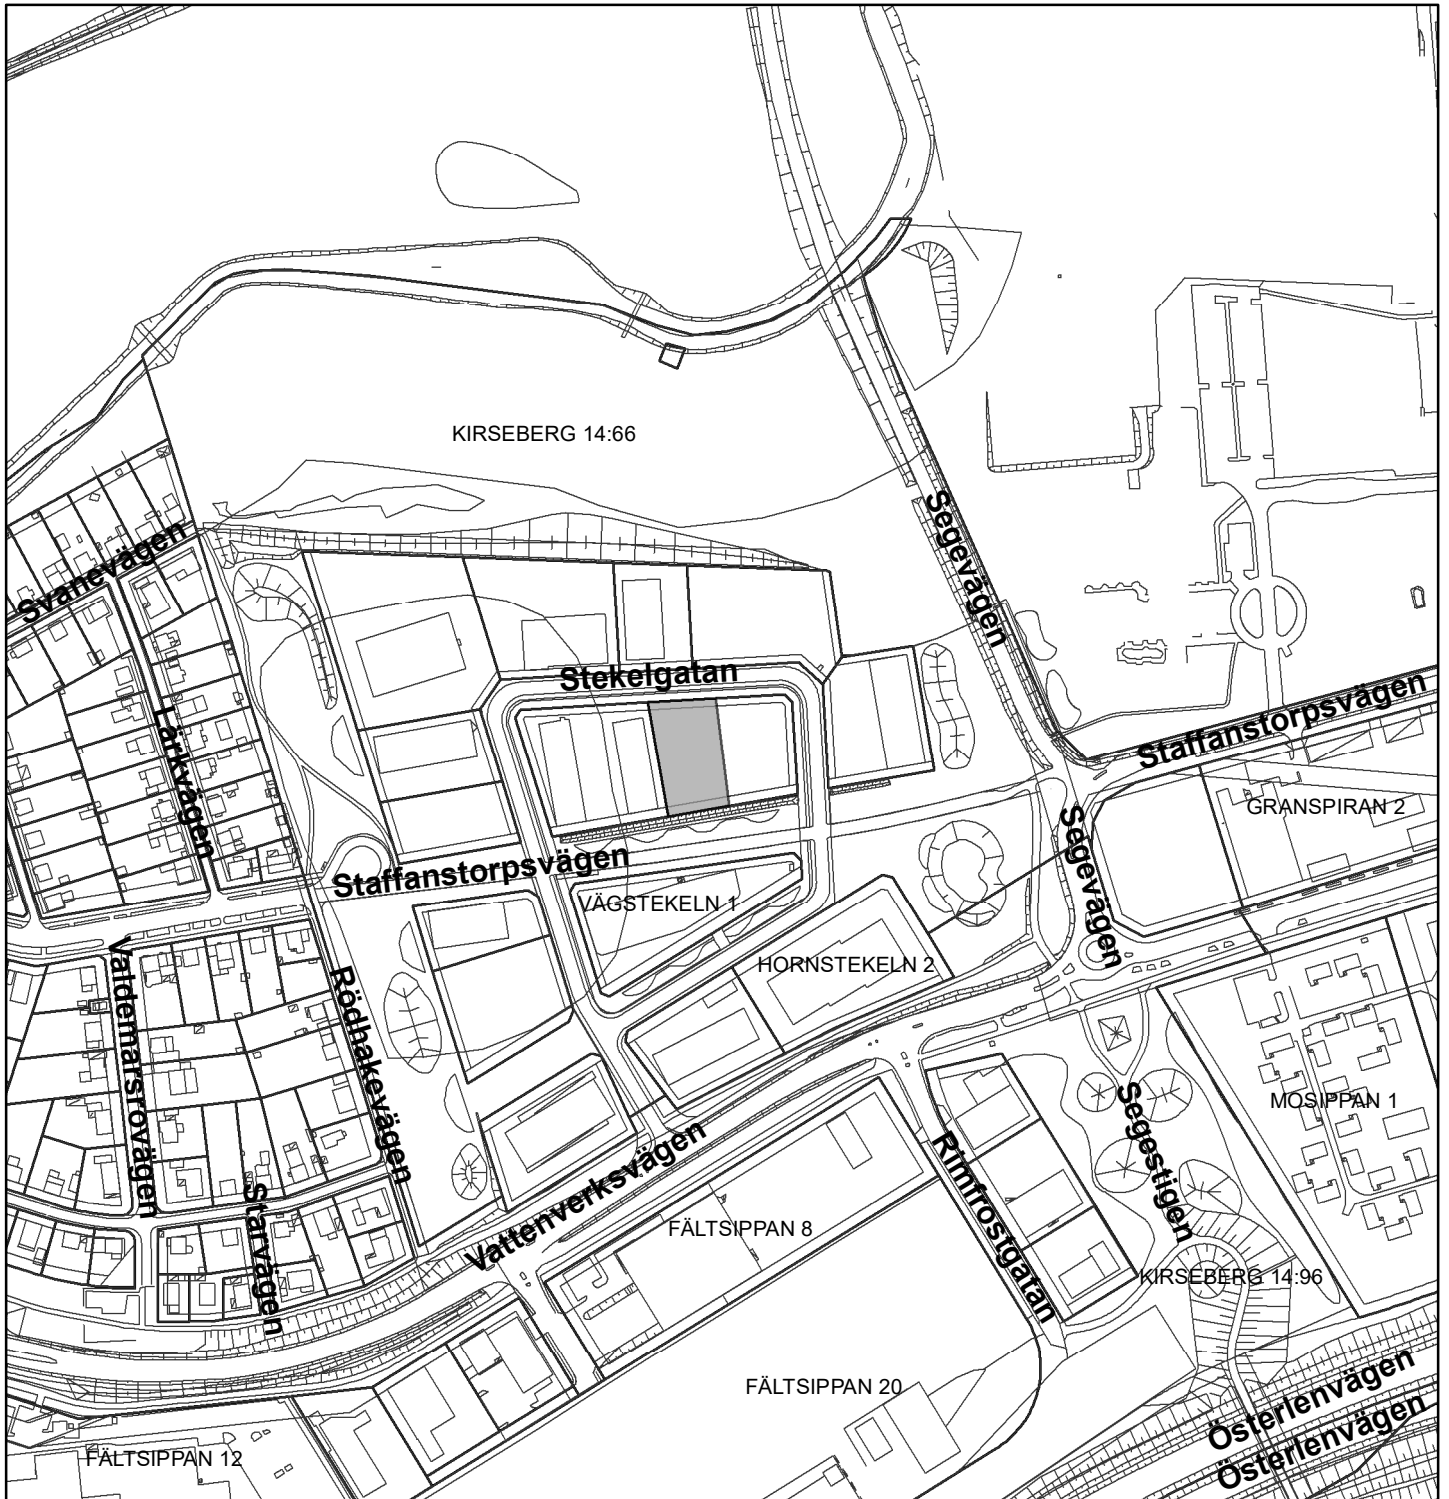 KIRSEBERG 14:66
Segevägen
Svanevägen
Stekelgatan
Lärkvägen
Staffanstorpsvägen
GRANSPIRAN 2
Segevägen
Staffanstorpsvägen
VÄGSTEKELN 1
HORNSTEKELN 2
Valdemarsrovägen
Rödhakevägen
MOSIPPAN 1
Segestigen
Vattenverksvägen
Rimfrostgatan
Starvägen
FÄLTSIPPAN 8
KIRSEBERG 14:96
FÄLTSIPPAN 20
Österlenvägen
Österlenvägen
FÄLTSIPPAN 12